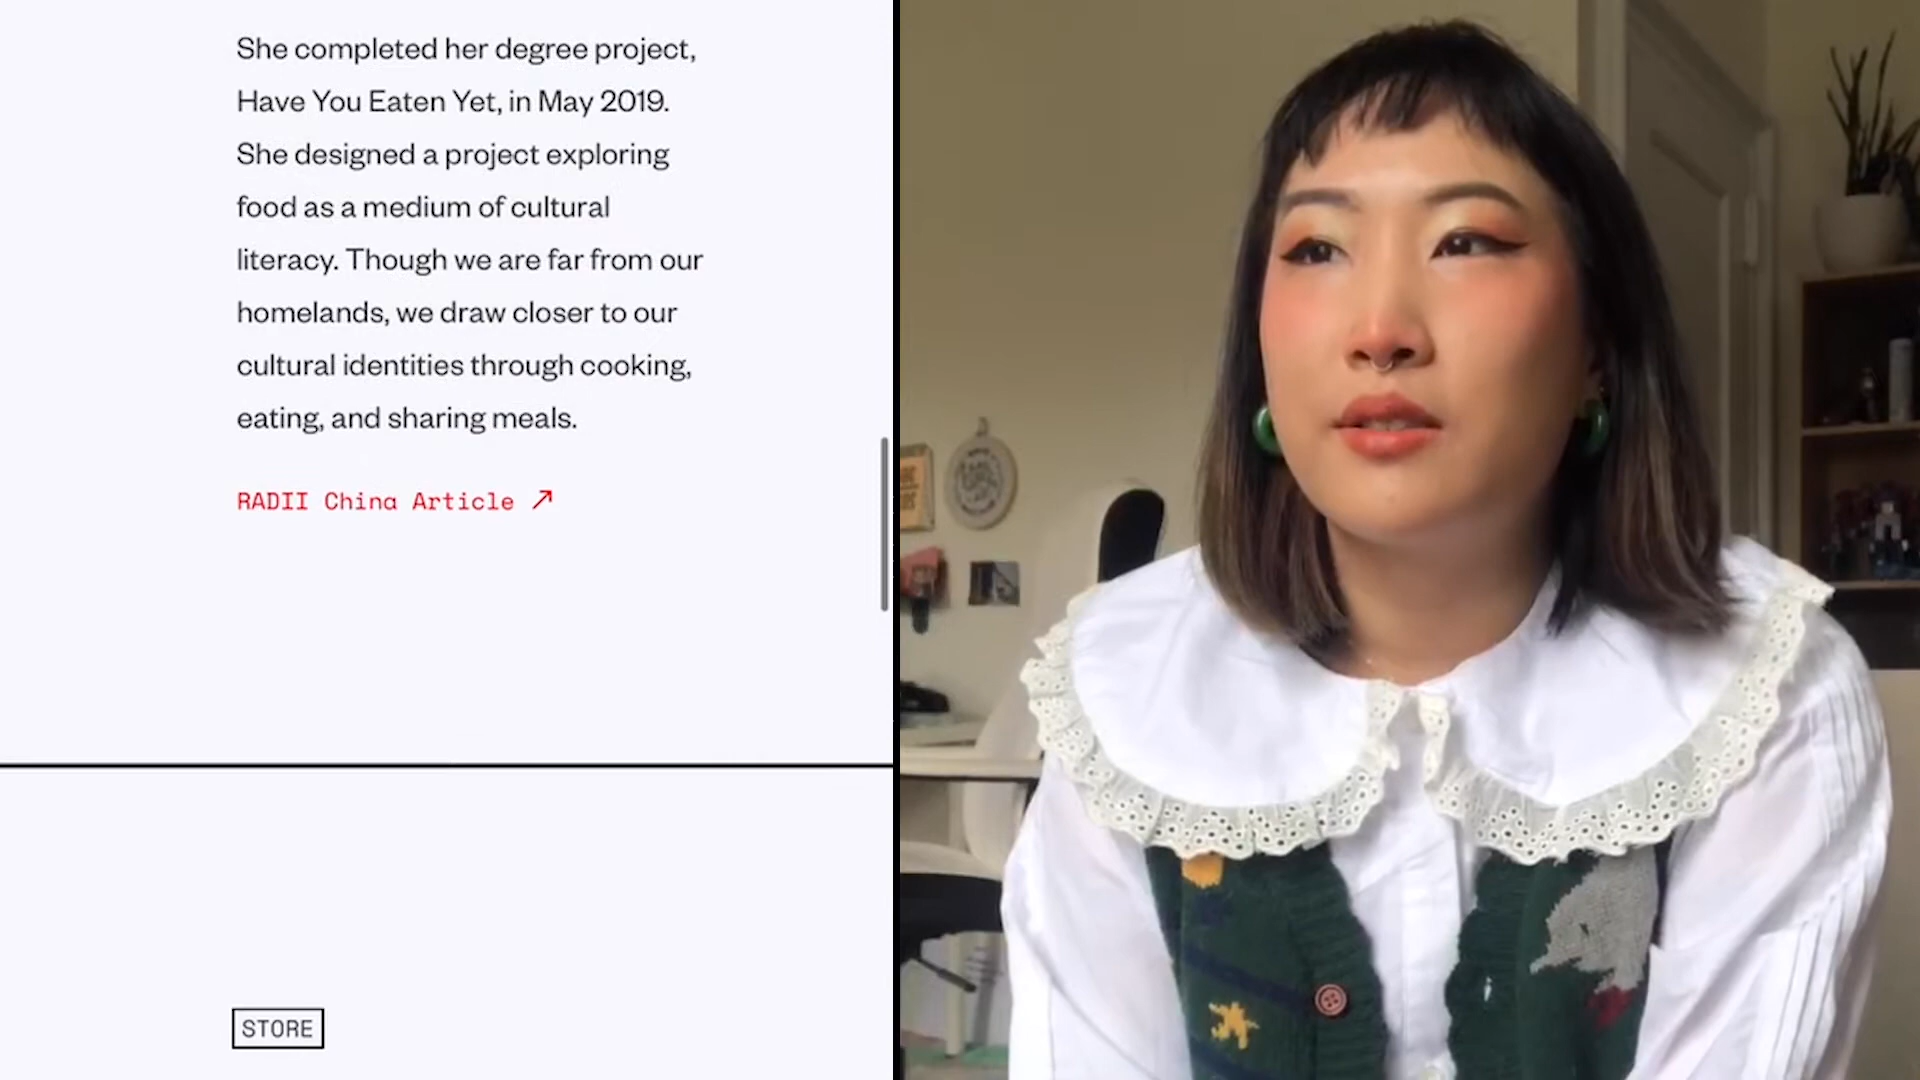 She completed her degree project,
Have You Eaten Yet, in May 2019.
She designed a project exploring
food as a medium of cultural
literacy. Though we are far from our
homelands, we draw closer to our
cultural identities through cooking,
eating, and sharing meals.
RADII China Article ↗
STORE